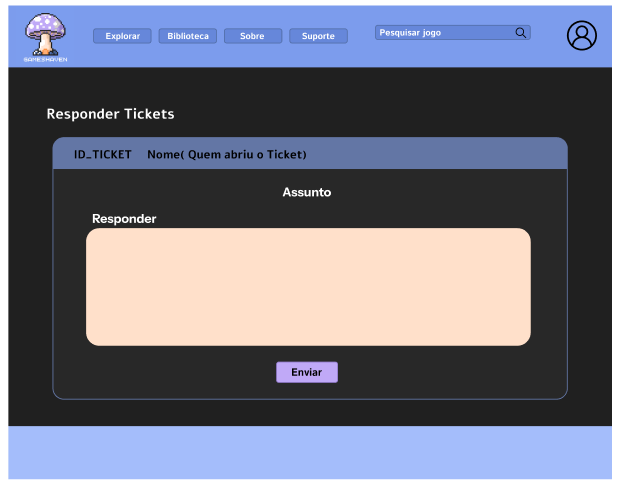 GAMESHAVEN
Explorar
Biblioteca
Sobre
Suporte
Pesquisar jogo
Responder Tickets
ID_TICKET Nome( Quem abriu o Ticket)
Assunto
Responder
Enviar